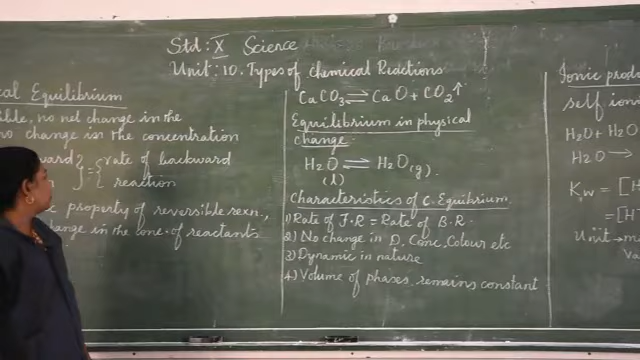 Std: X Science
Unit: 10. Types of chemical Reactions
cal Equilibrium
ible, no net change in the
no change in the concentration
ward } = { rate of backward
reaction
c property of reversible rexn.,
hange in the conc. of reactants
CaCO₃ ⇌ CaO + CO₂↑
Equilibrium in physical
change:
H₂O ⇌ H₂O(g).
(l)
Characteristics of C. Equilibrium
1) Rate of F.R = Rate of B.R.
2) No change in D, Conc, Colour etc
3) Dynamic in nature
4) Volume of phases remains constant
Ionic produ
self ion
H₂O + H₂O
H₂O →
Kw = [H
= [H
Unit → m
Va